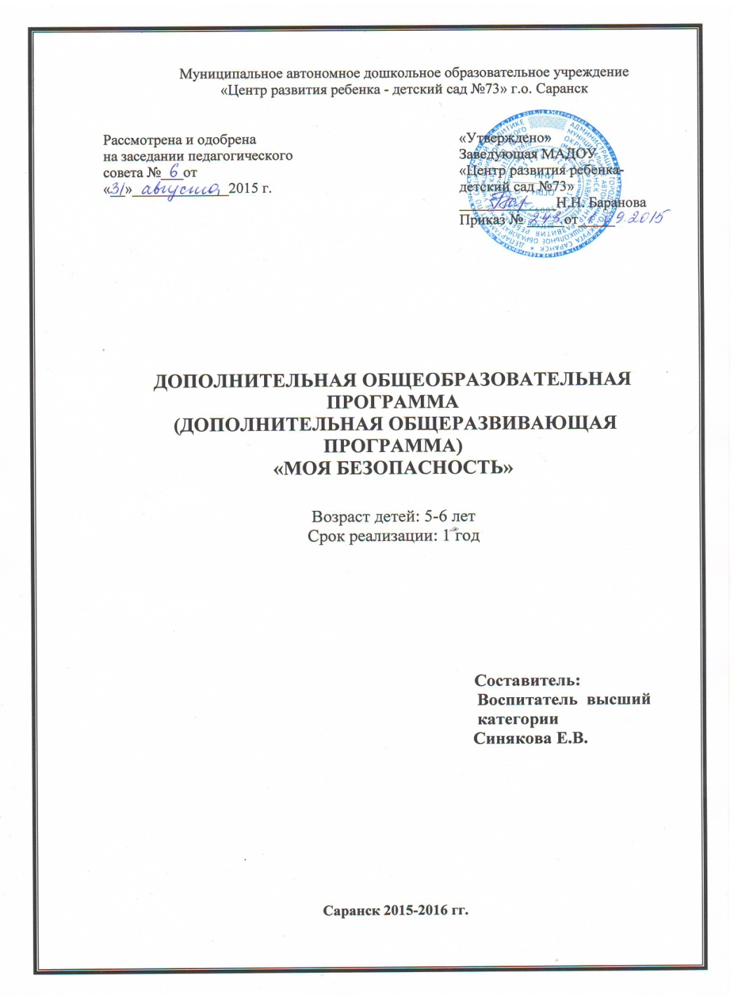 Муниципальное автономное дошкольное образовательное учреждение
«Центр развития ребенка - детский сад №73» г.о. Саранск
Рассмотрена и одобрена
на заседании педагогического
совета № 6 от
«31» августа 2015 г.
«Утверждено»
Заведующая МАДОУ
«Центр развития ребенка-
детский сад №73»
Н.Н. Баранова
Приказ № 243 от 9.2015
ДОПОЛНИТЕЛЬНАЯ ОБЩЕОБРАЗОВАТЕЛЬНАЯ
ПРОГРАММА
(ДОПОЛНИТЕЛЬНАЯ ОБЩЕРАЗВИВАЮЩАЯ
ПРОГРАММА)
«МОЯ БЕЗОПАСНОСТЬ»
Возраст детей: 5-6 лет
Срок реализации: 1 год
Составитель:
Воспитатель высший
категории
Синякова Е.В.
Саранск 2015-2016 гг.